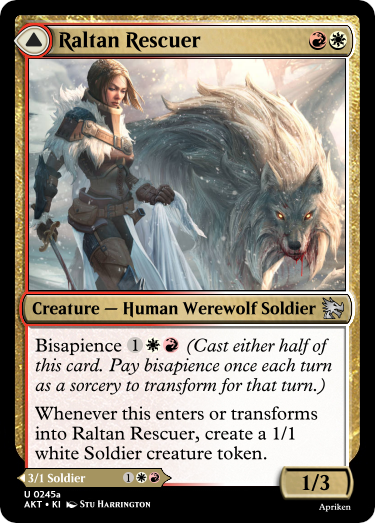 Raltan Rescuer
Creature — Human Werewolf Soldier
Bisapience 1 (Cast either half of
this card. Pay bisapience once each turn
as a sorcery to transform for that turn.)
Whenever this enters or transforms
into Raltan Rescuer, create a 1/1
white Soldier creature token.
3/1 Soldier 1
1/3
U 0245a
AKT • KI Stu Harrington
Apriken